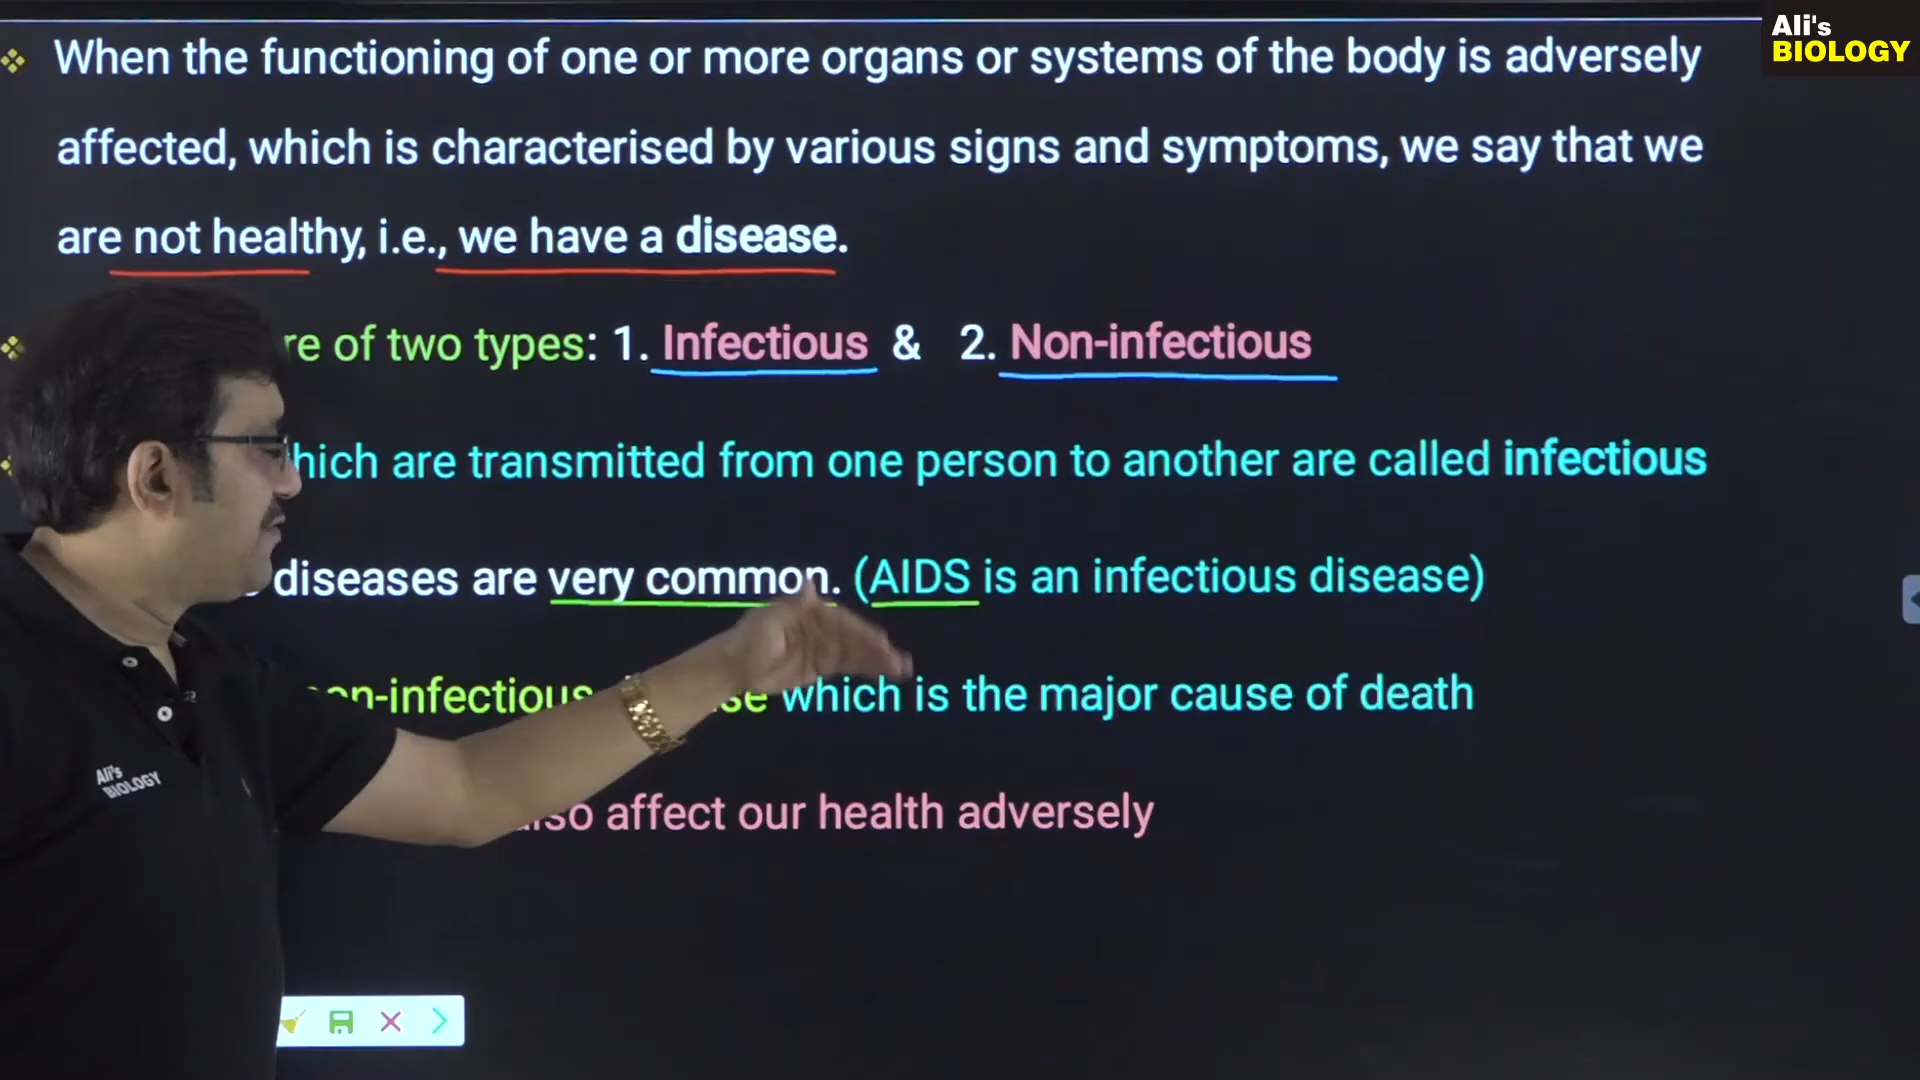 Ali's
BIOLOGY
When the functioning of one or more organs or systems of the body is adversely
affected, which is characterised by various signs and symptoms, we say that we
are not healthy, i.e., we have a disease.
of two types: 1. Infectious & 2. Non-infectious
are transmitted from one person to another are called infectious
diseases are very common. (AIDS is an infectious disease)
which is the major cause of death
affect our health adversely
Ali's
BIOLOGY